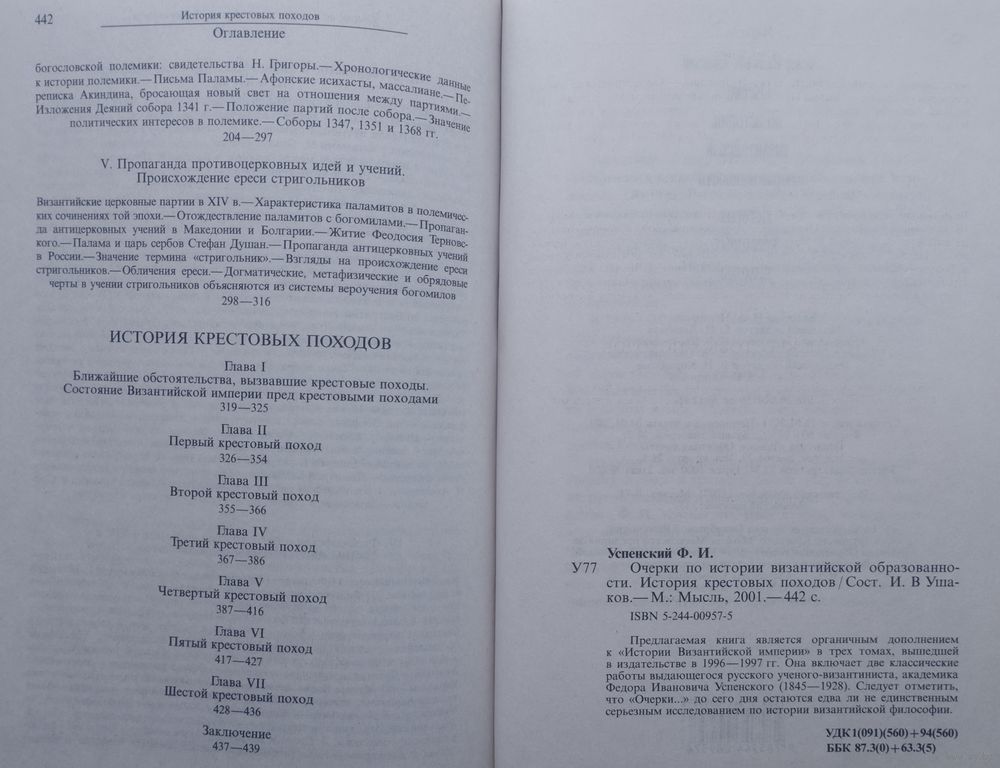 442
История крестовых походов
Оглавление
богословской полемики: свидетельства Н. Григоры.— Хронологические данные
к истории полемики.— Письма Паламы.— Афонские исихасты, массалиане.— Пе-
реписка Акиндина, бросающая новый свет на отношения между партиями.—
Изложения Деяний собора 1341 г.— Положение партий после собора.— Значение
политических интересов в полемике.— Соборы 1347, 1351 и 1368 гг.
204—297
V. Пропаганда противоцерковных идей и учений.
Происхождение ереси стригольников
Византийские церковные партии в XIV в.— Характеристика паламитов в полемичес-
ких сочинениях той эпохи.— Отождествление паламитов с богомилами.— Пропаган-
да антицерковных учений в Македонии и Болгарии.— Житие Феодосия Терновс-
кого.— Палама и царь сербов Стефан Душан.— Пропаганда антицерковных учений
в России.— Значение термина «стригольник».— Взгляды на происхождение ереси
стригольников.— Обличения ереси.— Догматические, метафизические и обрядовые
черты в учении стригольников объясняются из системы вероучения богомилов
298—316
ИСТОРИЯ КРЕСТОВЫХ ПОХОДОВ
Глава I
Ближайшие обстоятельства, вызвавшие крестовые походы.
Состояние Византийской империи пред крестовыми походами
319—325
Глава II
Первый крестовый поход
326—354
Глава III
Второй крестовый поход
355—366
Глава IV
Третий крестовый поход
367—386
Глава V
Четвертый крестовый поход
387—416
Глава VI
Пятый крестовый поход
417—427
Глава VII
Шестой крестовый поход
428—436
Заключение
437—439
Успенский Ф. И.
У77 Очерки по истории византийской образованно-
сти. История крестовых походов / Сост. И. В Уша-
ков.— М.: Мысль, 2001.— 442 с.
ISBN 5-244-00957-5
Предлагаемая книга является органичным дополнением
к «Истории Византийской империи» в трех томах, вышедшей
в издательстве в 1996—1997 гг. Она включает две классические
работы выдающегося русского ученого-византиниста, академика
Федора Ивановича Успенского (1845—1928). Следует отметить,
что «Очерки...» до сего дня остаются едва ли не единственным
серьезным исследованием по истории византийской философии.
УДК 1(091)(560) + 94(560)
ББК 87.3(0) + 63.3(5)